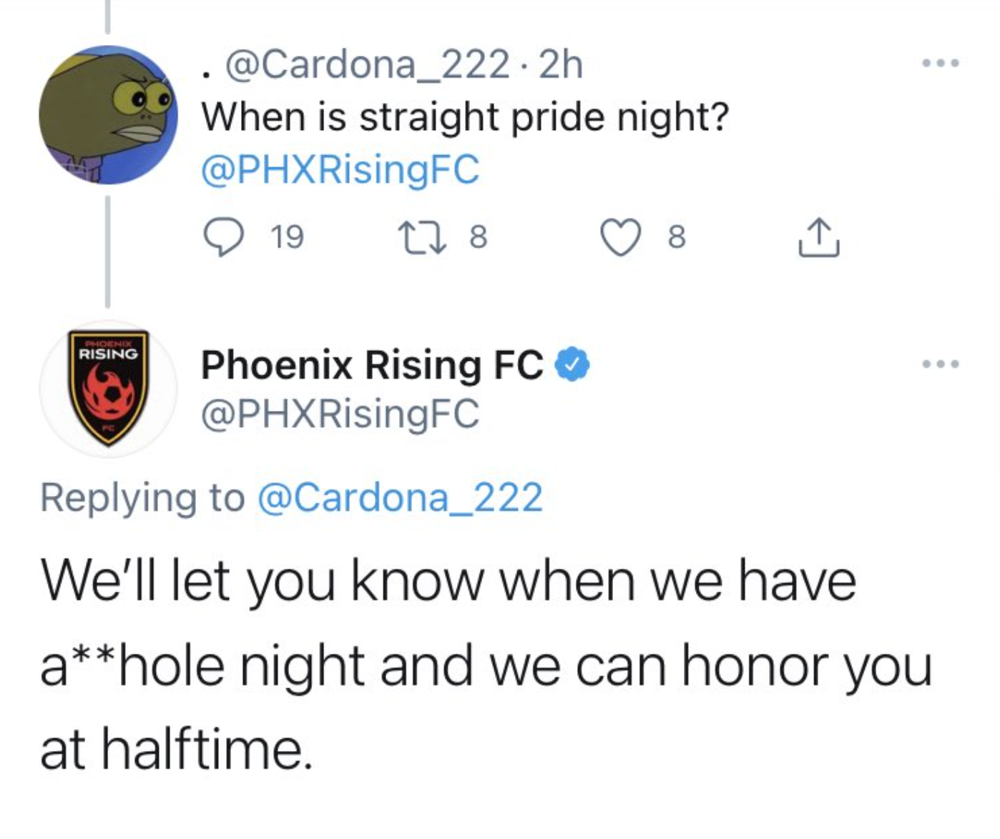 . @Cardona_222 · 2h
When is straight pride night?
@PHXRisingFC
19 8 8
PHOENIX
RISING
FC
Phoenix Rising FC
@PHXRisingFC
Replying to @Cardona_222
We’ll let you know when we have
a**hole night and we can honor you
at halftime.